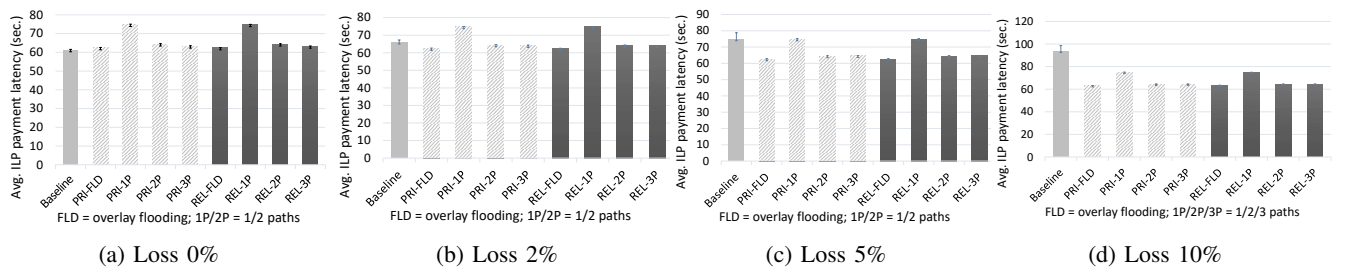 Avg. ILP payment latency (sec.)
80
70
60
50
40
30
20
10
0
Baseline
PRI-FLD
PRI-1P
PRI-2P
PRI-3P
REL-FLD
REL-1P
REL-2P
REL-3P
FLD = overlay flooding; 1P/2P = 1/2 paths
(a) Loss 0%
Avg. ILP payment latency (sec.)
80
70
60
50
40
30
20
10
0
Baseline
PRI-FLD
PRI-1P
PRI-2P
PRI-3P
REL-FLD
REL-1P
REL-2P
REL-3P
FLD = overlay flooding; 1P/2P = 1/2 paths
(b) Loss 2%
Avg. ILP payment latency (sec.)
90
80
70
60
50
40
30
20
10
0
Baseline
PRI-FLD
PRI-1P
PRI-2P
PRI-3P
REL-FLD
REL-1P
REL-2P
REL-3P
FLD = overlay flooding; 1P/2P = 1/2 paths
(c) Loss 5%
Avg. ILP payment latency (sec.)
120
100
80
60
40
20
0
Baseline
PRI-FLD
PRI-1P
PRI-2P
PRI-3P
REL-FLD
REL-1P
REL-2P
REL-3P
FLD = overlay flooding; 1P/2P/3P = 1/2/3 paths
(d) Loss 10%